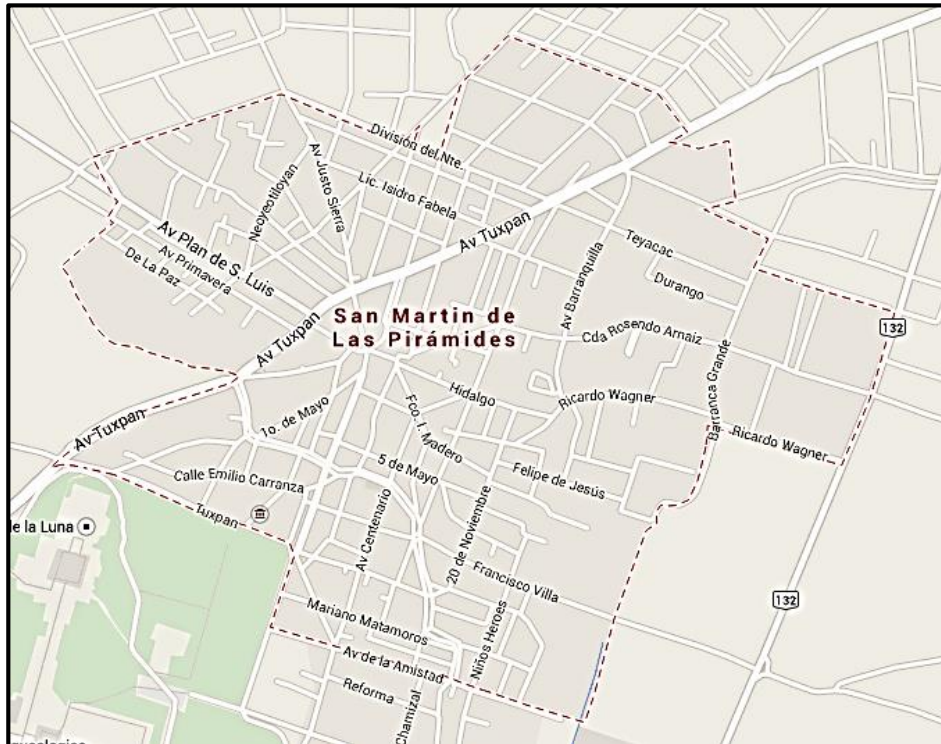 División del Nte.
Av Justo Sierra
Neoyeotiloyan
Lic. Isidro Fabela
Av Tuxpan
Teyacac
Av Plan de S. Luis
Av Primavera
De La Paz
Durango
Av Barranquilla
San Martin de
Las Pirámides
132
Cda Rosendo Arnaiz
Av Tuxpan
Barranca Grande
Hidalgo
Ricardo Wagner
Av Tuxpan
1o. de Mayo
Fco. I. Madero
Ricardo Wagner
5 de Mayo
Calle Emilio Carranza
Felipe de Jesús
Tuxpan
de la Luna
Av Centenario
20 de Noviembre
Francisco Villa
132
Mariano Matamoros
Niños Heroes
Av de la Amistad
Reforma
Chamizal